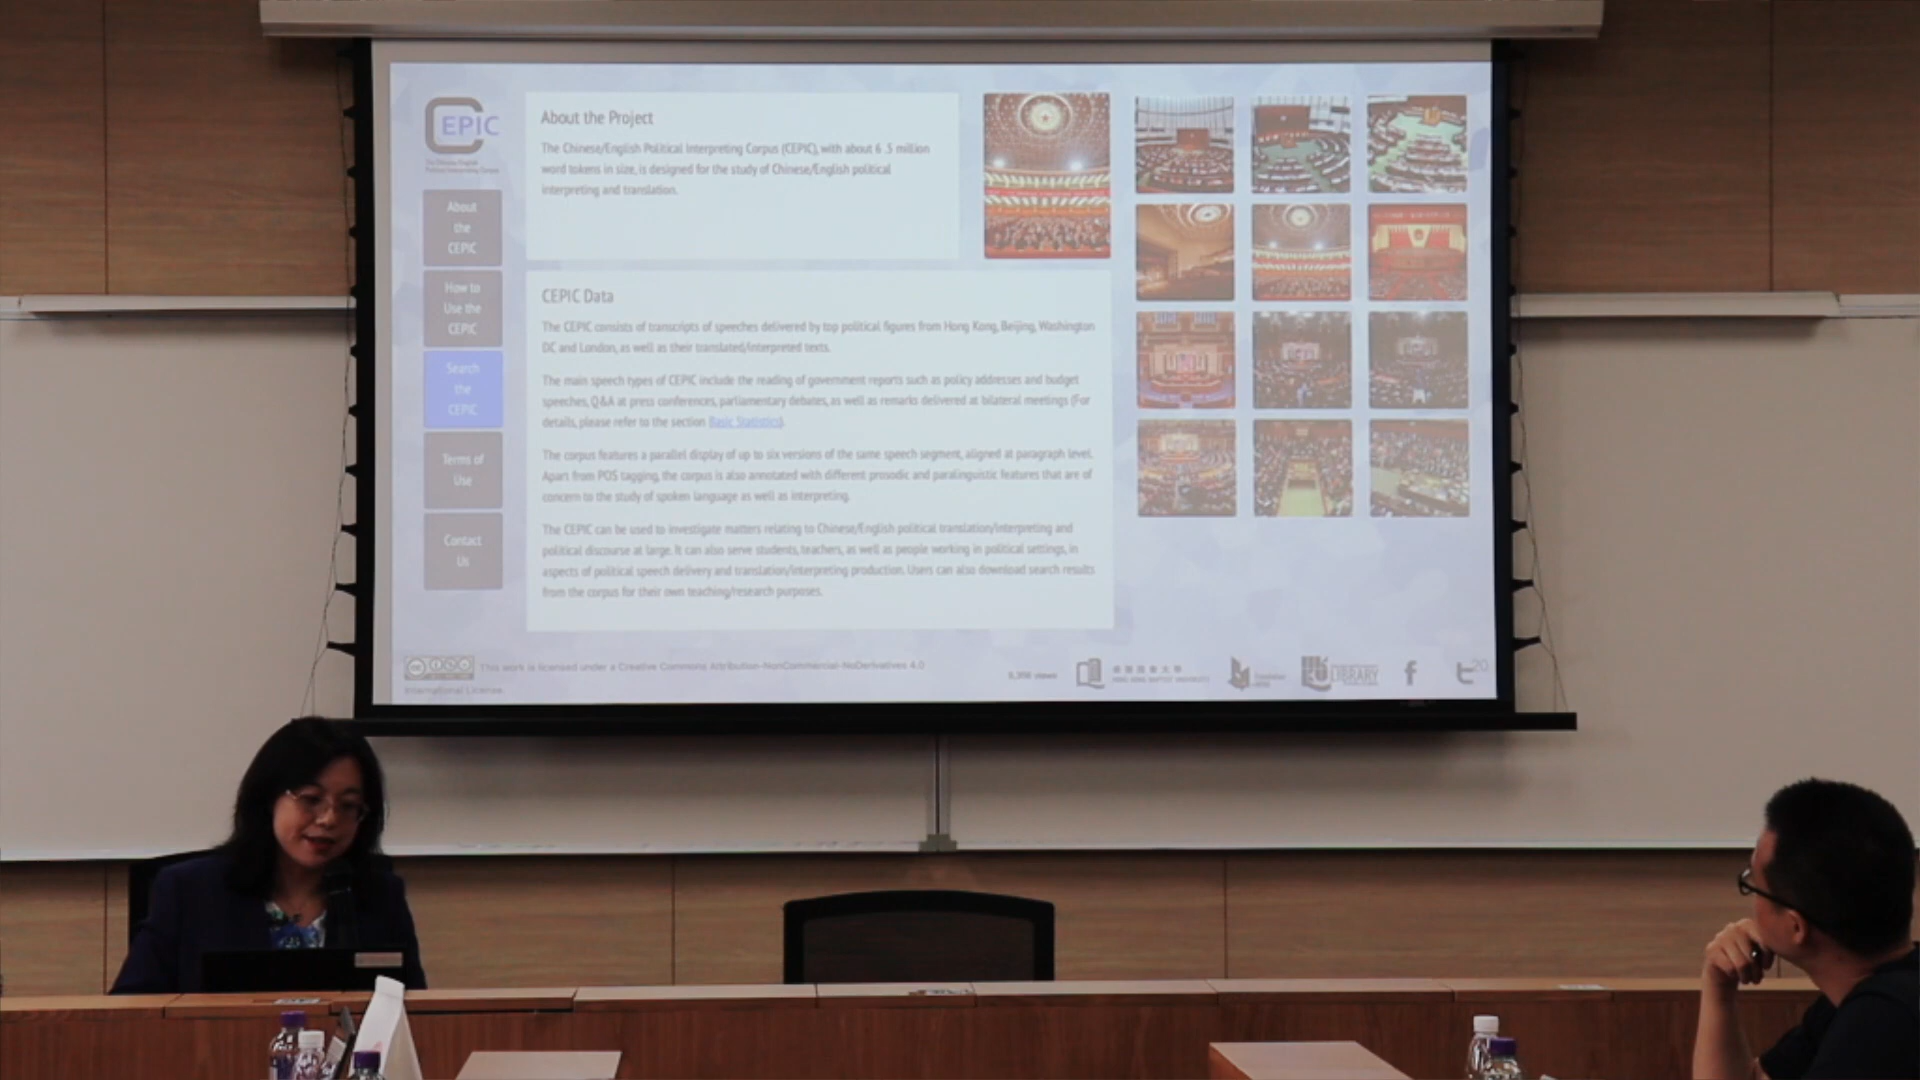 EPIC
About
the
CEPIC
How to
Use the
CEPIC
Search
the
CEPIC
Terms of
Use
Contact
Us
About the Project
The Chinese/English Political Interpreting Corpus (CEPIC), with about 6 .5 million
word tokens in size, is designed for the study of Chinese/English political
interpreting and translation.
CEPIC Data
The CEPIC consists of transcripts of speeches delivered by top political figures from Hong Kong, Beijing, Washington
DC and London, as well as their translated/interpreted texts.
The main speech types of CEPIC include the reading of government reports such as policy addresses and budget
speeches, Q&A at press conferences, parliamentary debates, as well as remarks delivered at bilateral meetings (For
details, please refer to the section Basic Statistics).
The corpus features a parallel display of up to six versions of the same speech segment, aligned at paragraph level.
Apart from POS tagging, the corpus is also annotated with different prosodic and paralinguistic features that are of
concern to the study of spoken language as well as interpreting.
The CEPIC can be used to investigate matters relating to Chinese/English political translation/interpreting and
political discourse at large. It can also serve students, teachers, as well as people working in political settings, in
aspects of political speech delivery and translation/interpreting production. Users can also download search results
from the corpus for their own teaching/research purposes.
This work is licensed under a Creative Commons Attribution-NonCommercial-NoDerivatives 4.0
International License.
views
HONG KONG BAPTIST UNIVERSITY
LIBRARY
20